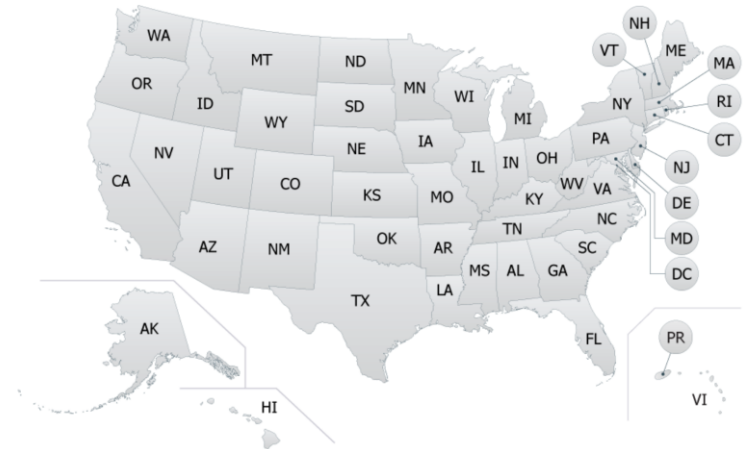 WA
MT
ND
MN
OR
ID
SD
WI
WY
MI
NH
VT
ME
MA
NY
RI
CT
NV
NE
IA
IL
IN
OH
PA
NJ
CA
UT
CO
KS
MO
KY
WV
VA
DE
MD
DC
AZ
NM
OK
AR
TN
NC
SC
TX
LA
MS
AL
GA
FL
AK
HI
PR
VI